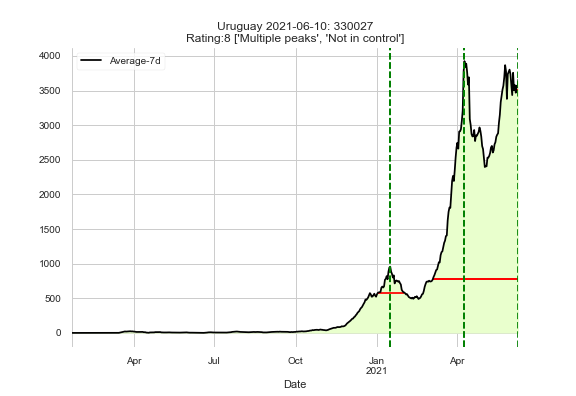 Uruguay 2021-06-10: 330027
Rating:8 ['Multiple peaks', 'Not in control']
Average-7d
4000
3500
3000
2500
2000
1500
1000
500
0
Apr
Jul
Oct
Jan
2021
Apr
Date